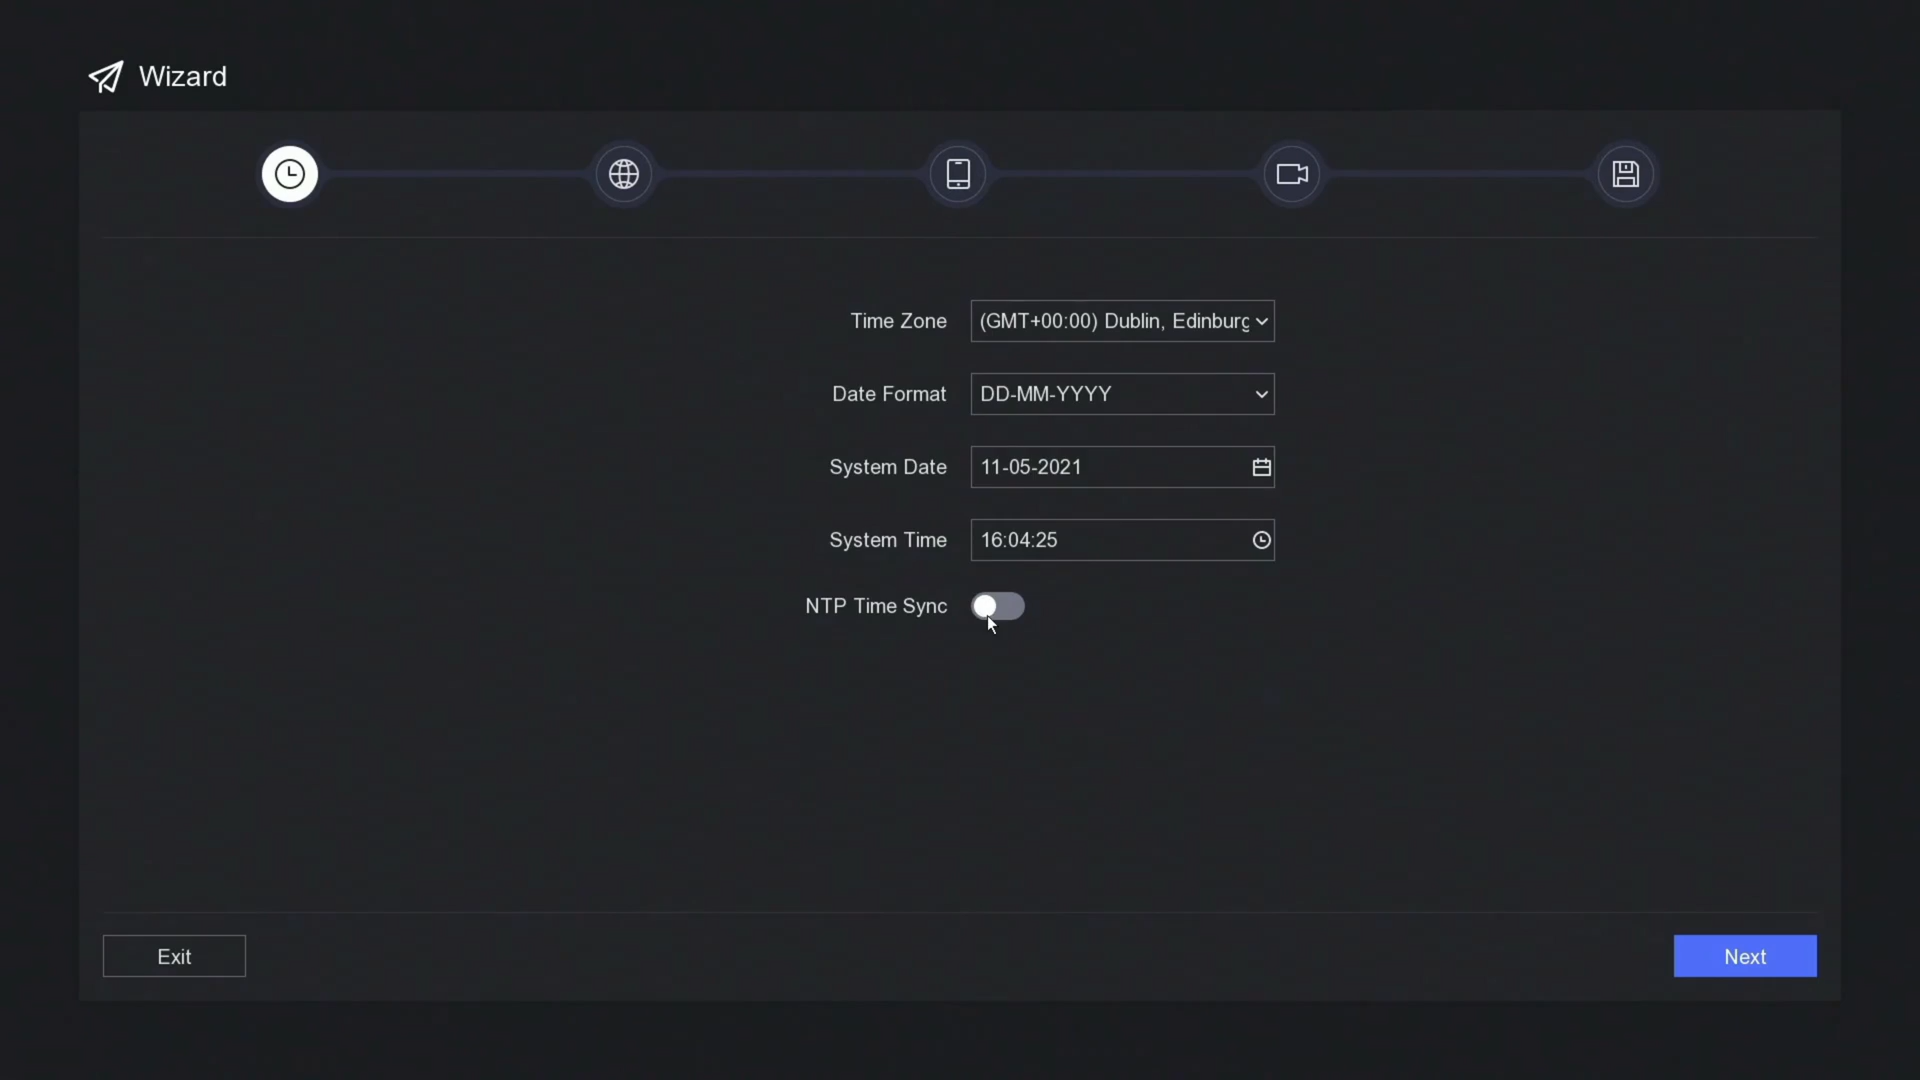 Wizard
Time Zone (GMT+00:00) Dublin, Edinburg
Date Format DD-MM-YYYY
System Date 11-05-2021
System Time 16:04:25
NTP Time Sync
Exit Next